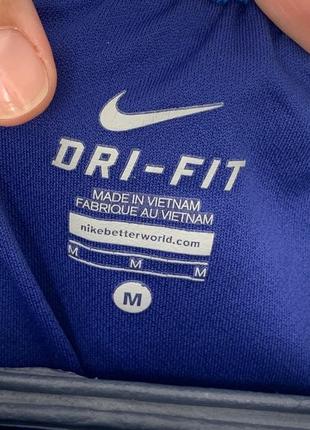 DRI-FIT
MADE IN VIETNAM
FABRIQUE AU VIETNAM
nikebetterworld.com
M M M
M